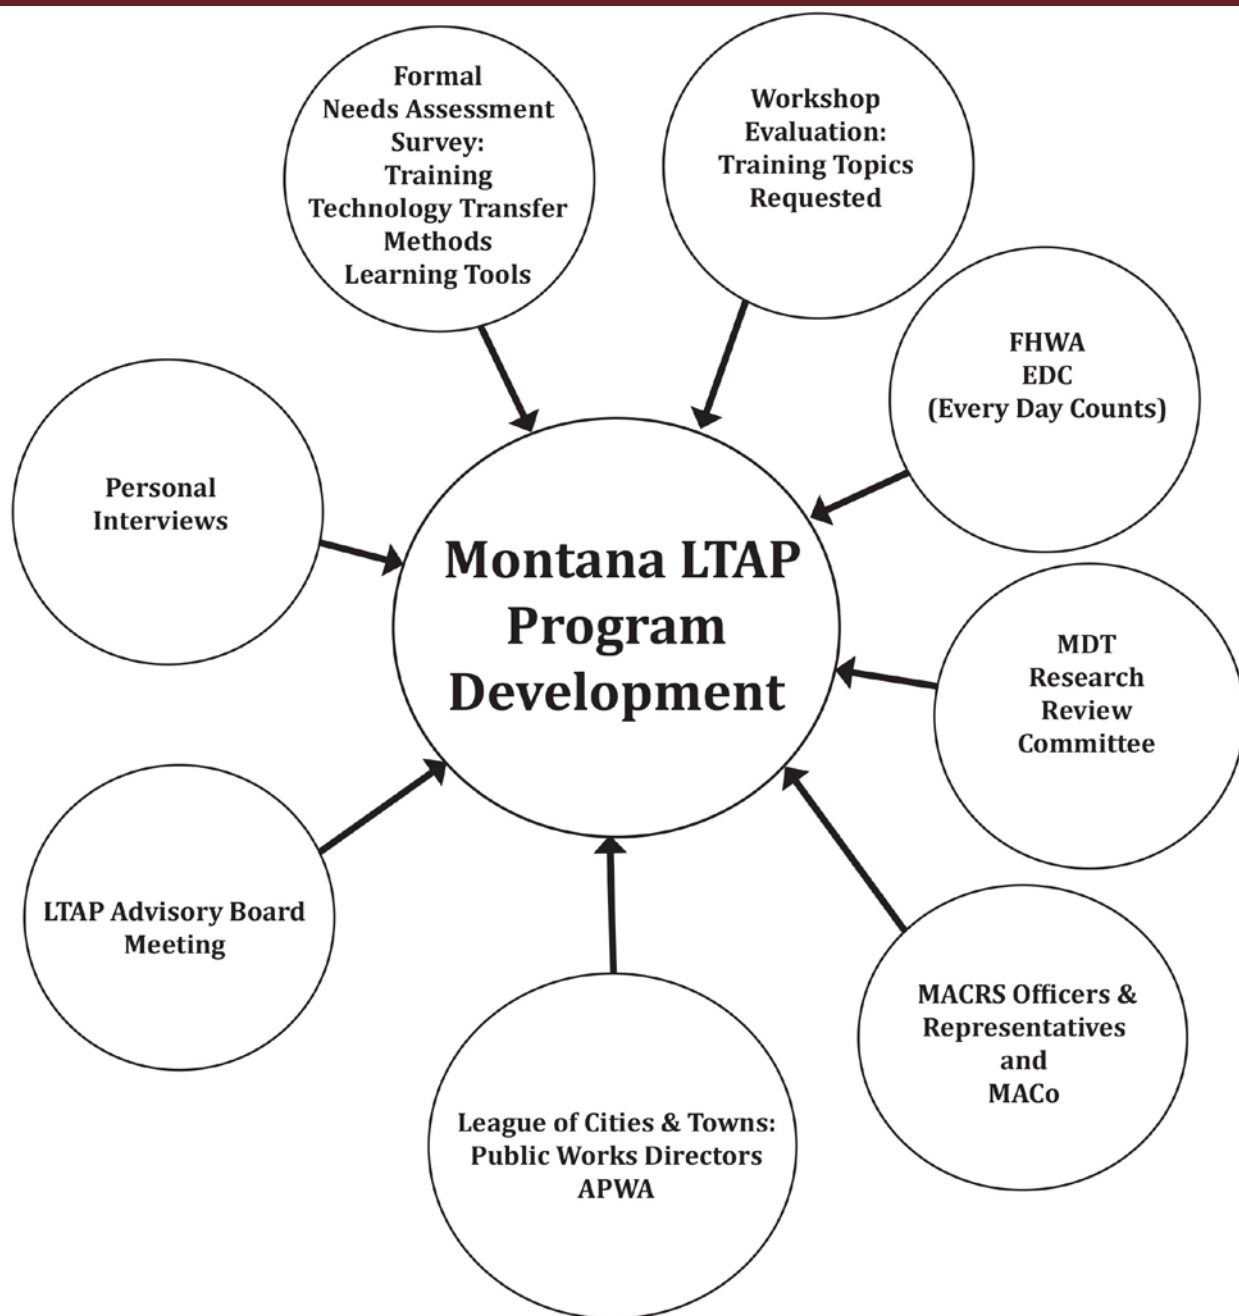 Formal
Needs Assessment
Survey:
Training
Technology Transfer
Methods
Learning Tools
Workshop
Evaluation:
Training Topics
Requested
FHWA
EDC
(Every Day Counts)
Personal
Interviews
Montana LTAP
Program
Development
MDT
Research
Review
Committee
LTAP Advisory Board
Meeting
MACRS Officers &
Representatives
and
MACo
League of Cities & Towns:
Public Works Directors
APWA